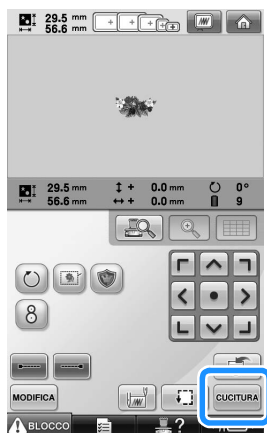 29.5 mm
56.6 mm
29.5 mm ↕ + 0.0 mm 0°
56.6 mm ↔ + 0.0 mm 9
8
MODIFICA
CUCITURA
BLOCCO
?